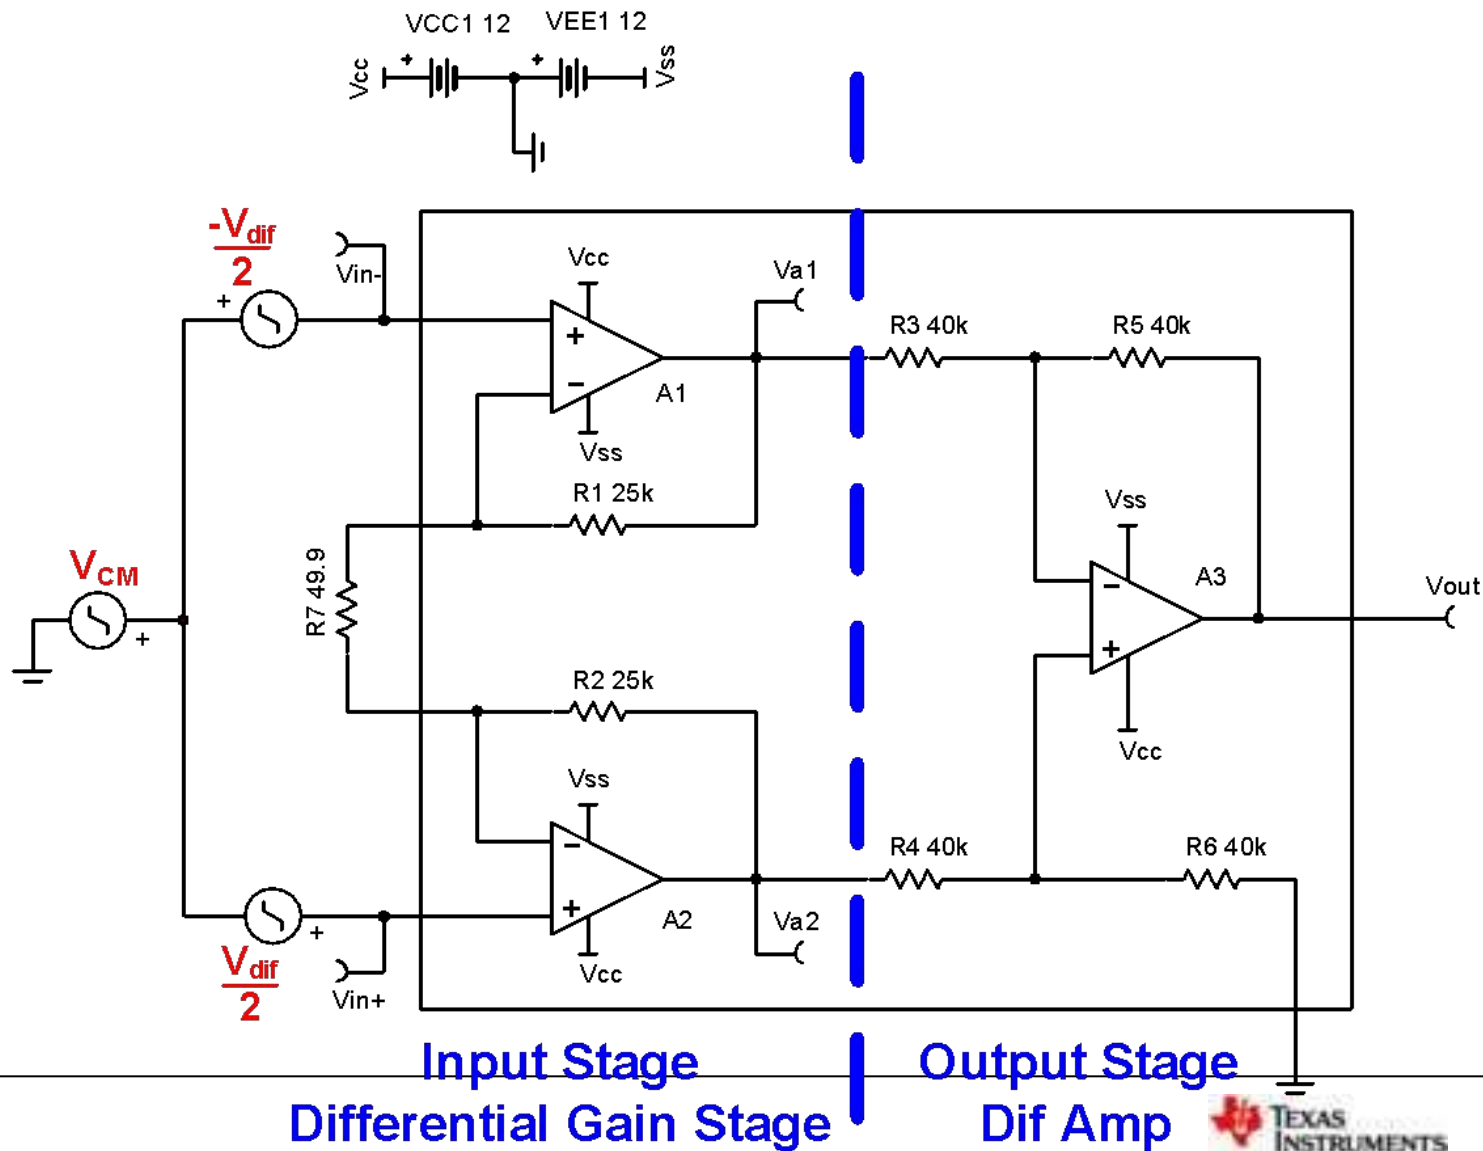 VCC1 12
VEE1 12
Vcc
+
+
Vss
-Vdif
2
Vin-
+
Vcc
+
-
A1
Vss
Va1
R3 40k
R5 40k
R1 25k
R7 49.9
VCM
+
R2 25k
Vss
-
+
A2
Vcc
Va2
Vss
-
+
A3
Vcc
Vout
R4 40k
R6 40k
+
Vdif
2
Vin+
Input Stage
Differential Gain Stage
Output Stage
Dif Amp
TEXAS
INSTRUMENTS